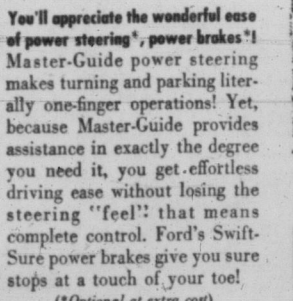 You'll appreciate the wonderful ease
of power steering*, power brakes*!
Master-Guide power steering
makes turning and parking liter-
ally one-finger operations! Yet,
because Master-Guide provides
assistance in exactly the degree
you need it, you get effortless
driving ease without losing the
steering "feel" that means
complete control. Ford's Swift-
Sure power brakes give you sure
stops at a touch of your toe!
(*Optional at extra cost)